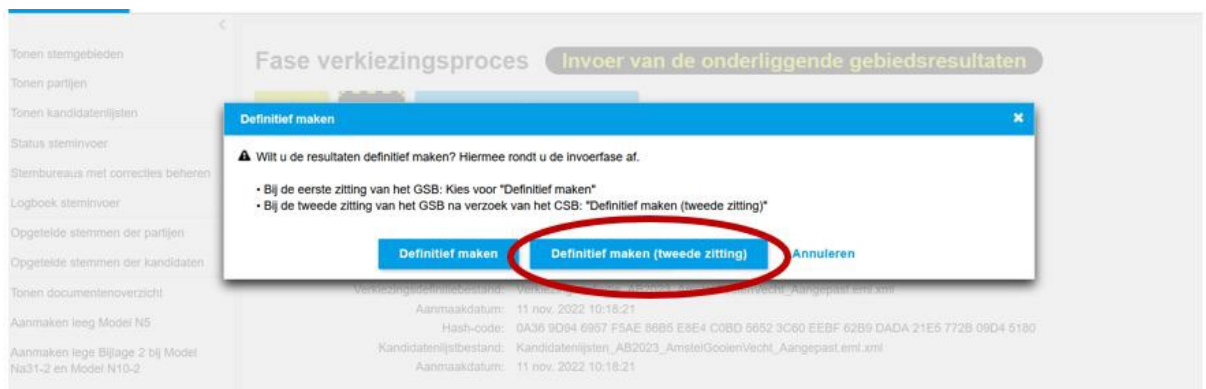 Tonen stemgebieden
Tonen partijen
Tonen kandidatenlijsten
Status steminvoer
Stembureaus met correcties beheren
Logboek steminvoer
Opgetelde stemmen der partijen
Opgetelde stemmen der kandidaten
Tonen documentenoverzicht
Aanmaken leeg Model N5
Aanmaken lege Bijlage 2 bij Model
Na31-2 en Model N10-2
Fase verkiezingsproces Invoer van de onderliggende gebiedsresultaten
Definitief maken
Wilt u de resultaten definitief maken? Hiermee rondt u de invoerfase af.
• Bij de eerste zitting van het GSB: Kies voor "Definitief maken"
• Bij de tweede zitting van het GSB na verzoek van het CSB: "Definitief maken (tweede zitting)"
Definitief maken Definitief maken (tweede zitting) Annuleren
Aanmaakdatum: 11 nov. 2022 10:18:21
Hash-code: 0A36 9D94 6957 F5AE 86B5 E8E4 C0BD 5652 3C60 EEBF 62B9 DADA 21E5 772B 09D4 5180
Kandidatenlijstbestand: Kandidatenlijsten_AB2023_AmstelGooienVecht_Aangepast.eml.xml
Aanmaakdatum: 11 nov. 2022 10:18:21